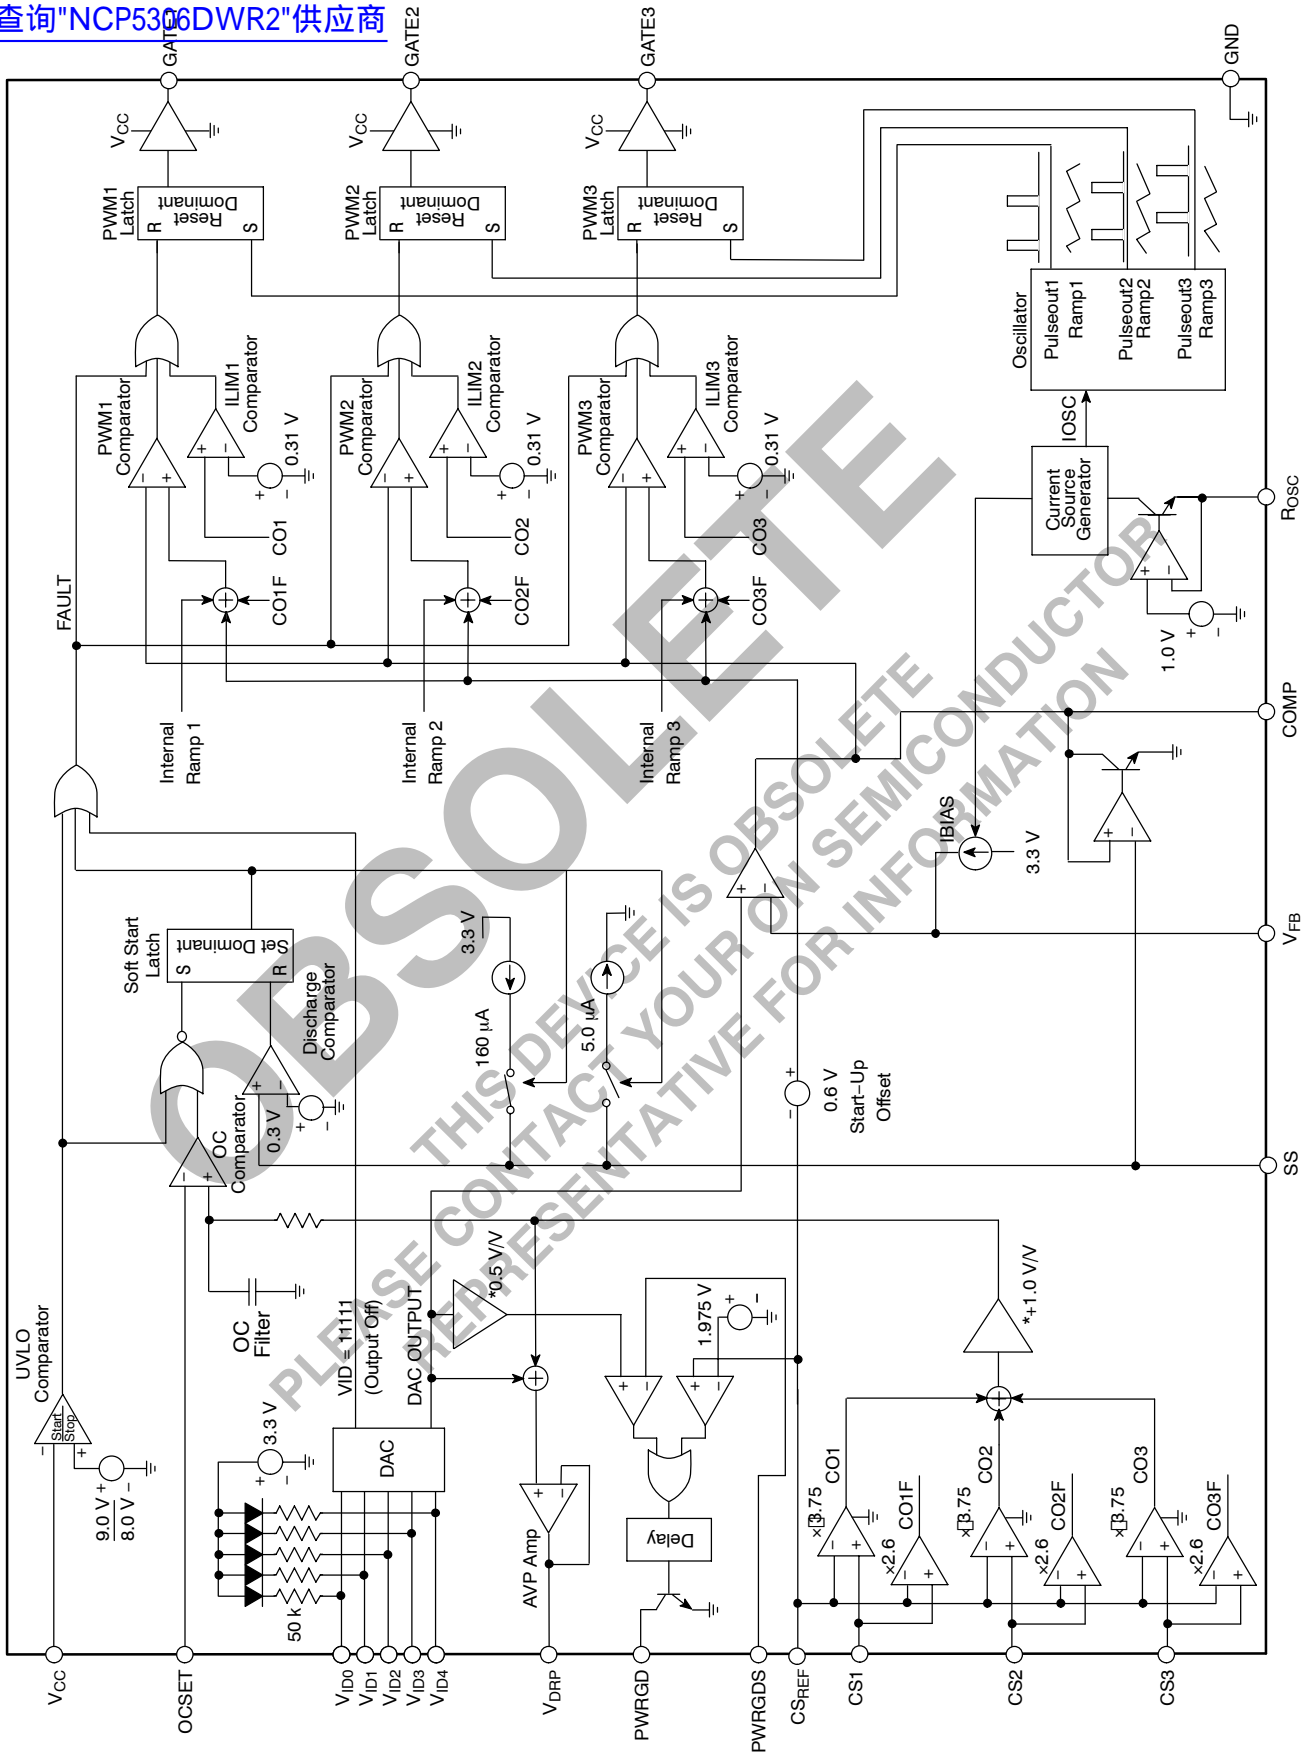 查询"NCP5306DWR2"供应商
GATE1
GATE2
GATE3
GND
VCC
VCC
VCC
PWM1
Latch
R
S
Reset
Dominant
PWM2
Latch
R
S
Reset
Dominant
PWM3
Latch
R
S
Reset
Dominant
Oscillator
Pulseout1
Ramp1
Pulseout2
Ramp2
Pulseout3
Ramp3
PWM1
Comparator
ILIM1
Comparator
0.31 V
CO1
CO1F
PWM2
Comparator
ILIM2
Comparator
0.31 V
CO2
CO2F
PWM3
Comparator
ILIM3
Comparator
0.31 V
CO3
CO3F
FAULT
Internal
Ramp 1
Internal
Ramp 2
Internal
Ramp 3
IOSC
Current
Source
Generator
1.0 V
ROSC
COMP
IBIAS
3.3 V
VFB
Soft Start
Latch
S
R
Set Dominant
Discharge
Comparator
0.3 V
OC
Comparator
160 μA
3.3 V
5.0 μA
0.6 V
Start–Up
Offset
SS
UVLO
Comparator
Start
Stop
9.0 V
8.0 V
OC
Filter
VID = 11111
(Output Off)
DAC OUTPUT
*0.5 V/V
3.3 V
DAC
50 k
AVP Amp
1.975 V
Delay
*+1.0 V/V
×3.75
CO1
×2.6
CO1F
×3.75
CO2
×2.6
CO2F
×3.75
CO3
×2.6
CO3F
VCC
OCSET
VID0
VID1
VID2
VID3
VID4
VDRP
PWRGD
PWRGDS
CSREF
CS1
CS2
CS3
OBSOLETE
THIS DEVICE IS OBSOLETE
PLEASE CONTACT YOUR ON SEMICONDUCTOR
REPRESENTATIVE FOR INFORMATION